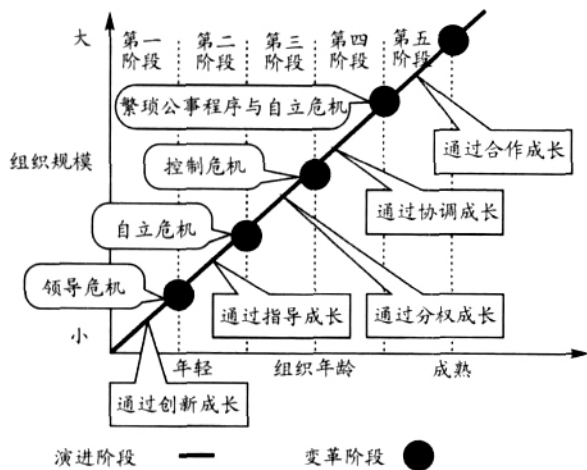 大
第一
阶段
第二
阶段
第三
阶段
第四
阶段
第五
阶段
繁琐公事程序与自立危机
通过合作成长
组织规模
控制危机
通过协调成长
自立危机
领导危机
通过指导成长
通过分权成长
小
年轻
组织年龄
成熟
通过创新成长
演进阶段
变革阶段